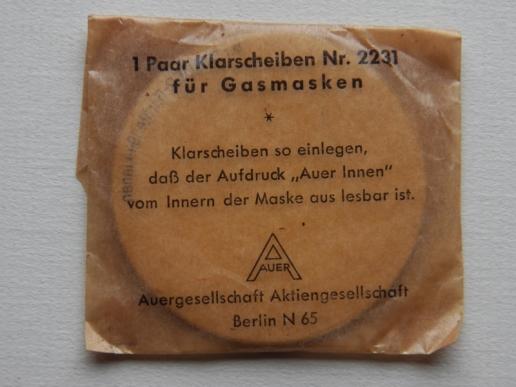 1 Paar Klarscheiben Nr. 2231
für Gasmasken
*
Klarscheiben so einlegen,
daß der Aufdruck „Auer Innen"
vom Innern der Maske aus lesbar ist.
AUER
Auergesellschaft Aktiengesellschaft
Berlin N 65